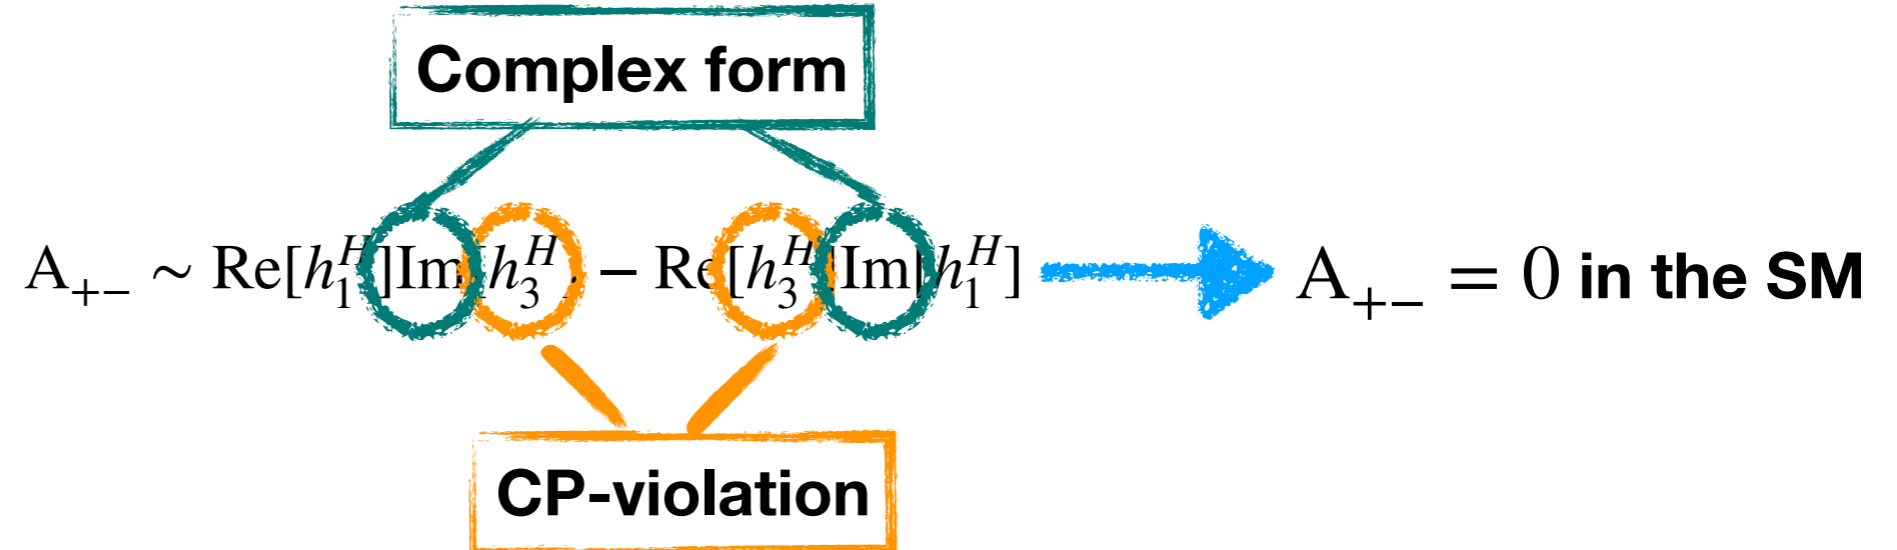 Complex form
A₊₋ ∼ Re[h₁ᴴ]Im[h₃ᴴ] − Re[h₃ᴴ]Im[h₁ᴴ] A₊₋ = 0 in the SM
CP-violation